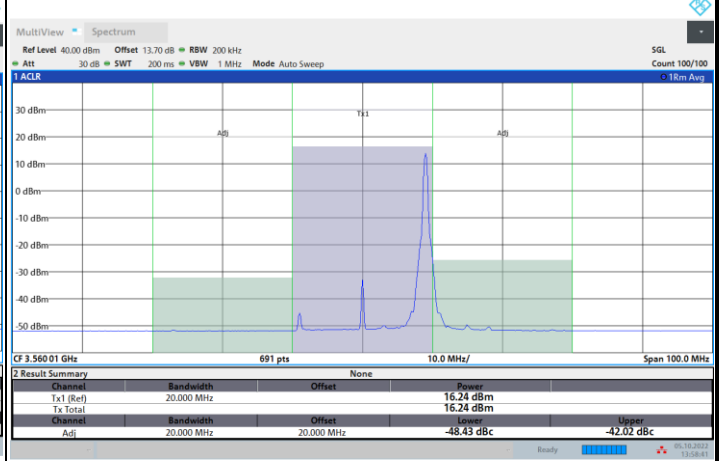 MultiView Spectrum
Ref Level 40.00 dBm Offset 13.70 dB RBW 200 kHz SGL
Att 30 dB SWT 200 ms VBW 1 MHz Mode Auto Sweep Count 100/100
1 ACLR 1Rm Avg
30 dBm
Tx1
20 dBm
Adj Adj
10 dBm
0 dBm
-10 dBm
-20 dBm
-30 dBm
-40 dBm
-50 dBm
CF 3.560 01 GHz 691 pts 10.0 MHz/ Span 100.0 MHz
2 Result Summary None
Channel Bandwidth Offset Power
Tx1 (Ref) 20.000 MHz 16.24 dBm
Tx Total 16.24 dBm
Channel Bandwidth Offset Lower Upper
Adj 20.000 MHz 20.000 MHz -48.43 dBc -42.02 dBc
Ready 05.10.2022
13:58:41